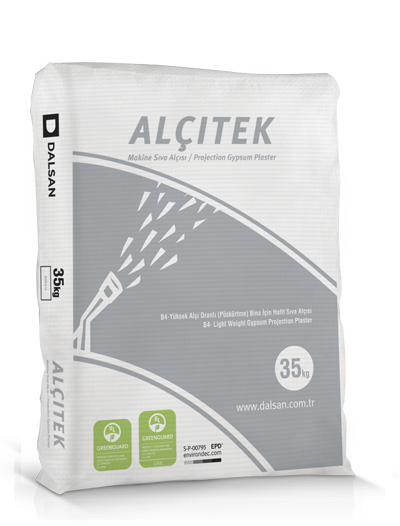 ALÇITEK
Makine Sıva Alçısı / Projection Gypsum Plaster
DALSAN
35kg
ALÇITEK
B4-Yüksek Alçı Oranlı (Püskürtme) Bina İçin Hafif Sıva Alçısı
B4- Light Weight Gypsum Projection Plaster
35kg
www.dalsan.com.tr
GREENGUARD
GREENGUARD
S-P-00795 EPD®
environdec.com